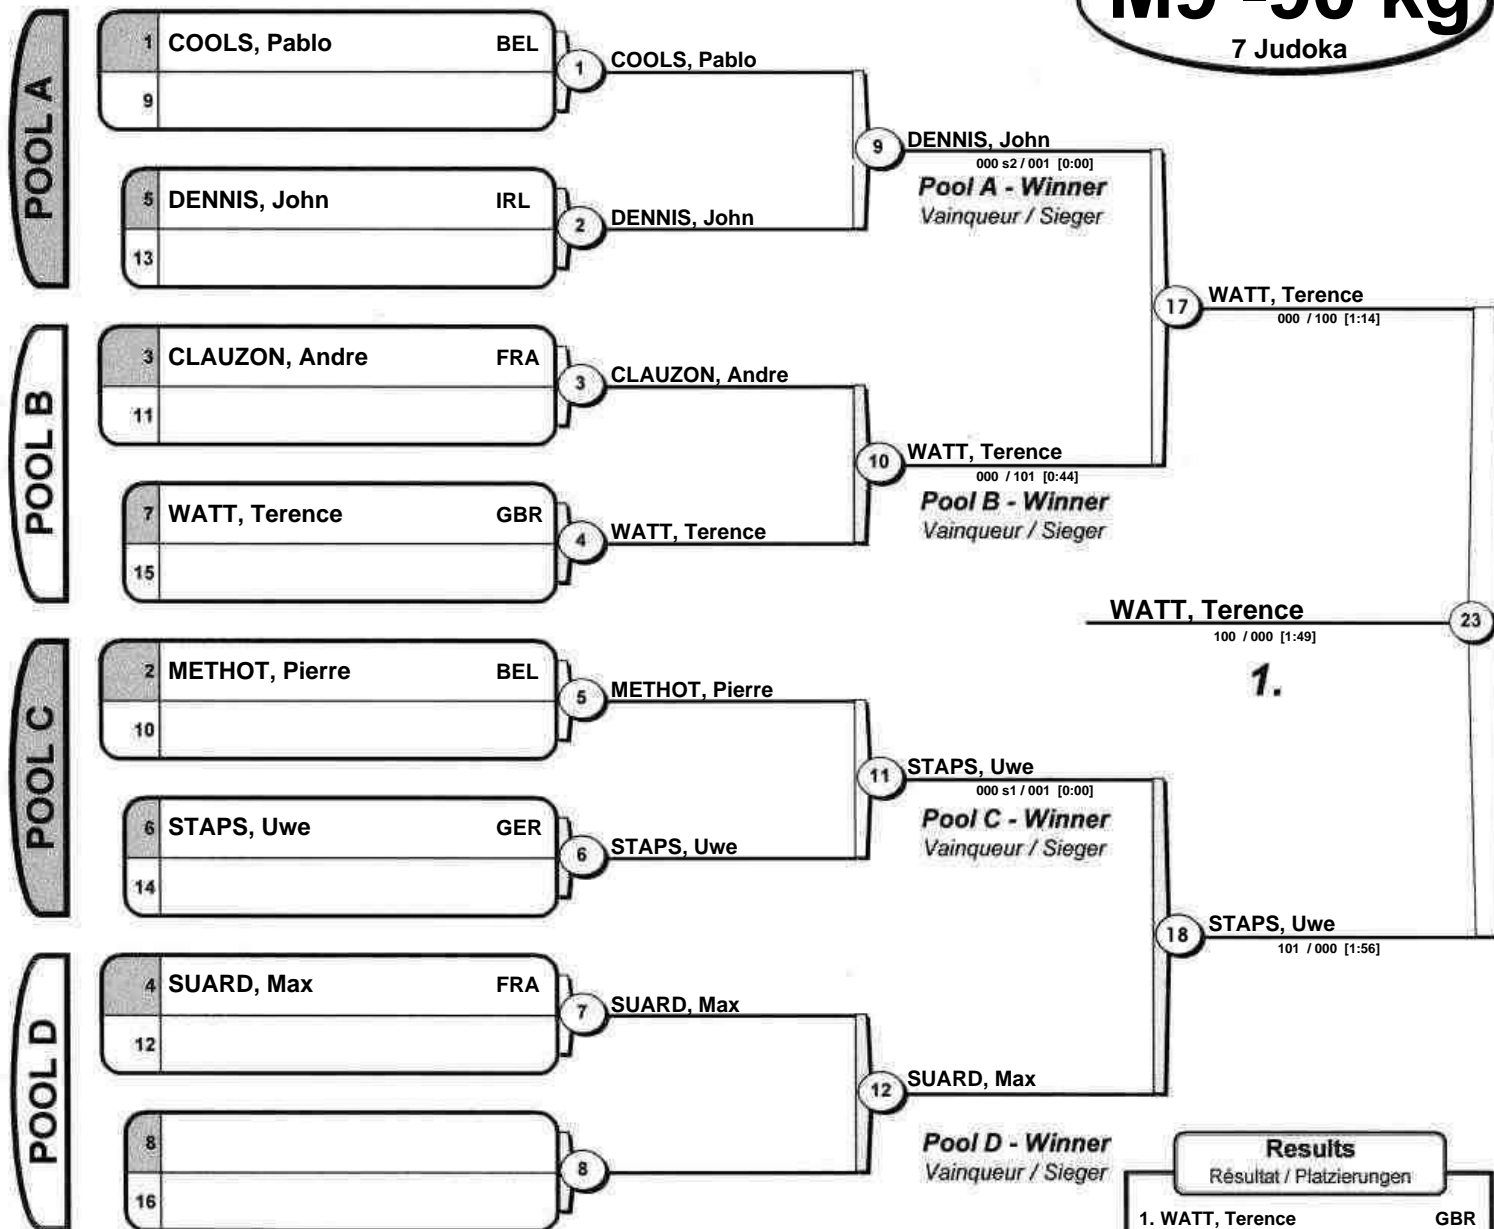 M5 -90 kg
7 Judoka
POOL A
1 COOLS, Pablo BEL
9
1 COOLS, Pablo
5 DENNIS, John IRL
13
2 DENNIS, John
9 DENNIS, John
000 s2 / 001 [0:00]
Pool A - Winner
Vainqueur / Sieger
POOL B
3 CLAUZON, Andre FRA
11
3 CLAUZON, Andre
7 WATT, Terence GBR
15
4 WATT, Terence
10 WATT, Terence
000 / 101 [0:44]
Pool B - Winner
Vainqueur / Sieger
17 WATT, Terence
000 / 100 [1:14]
WATT, Terence 23
100 / 000 [1:49]
1.
POOL C
2 METHOT, Pierre BEL
10
5 METHOT, Pierre
6 STAPS, Uwe GER
14
6 STAPS, Uwe
11 STAPS, Uwe
000 s1 / 001 [0:00]
Pool C - Winner
Vainqueur / Sieger
18 STAPS, Uwe
101 / 000 [1:56]
POOL D
4 SUARD, Max FRA
12
7 SUARD, Max
8
16
8
12 SUARD, Max
Pool D - Winner
Vainqueur / Sieger
Results
Résultat / Platzierungen
1. WATT, Terence GBR